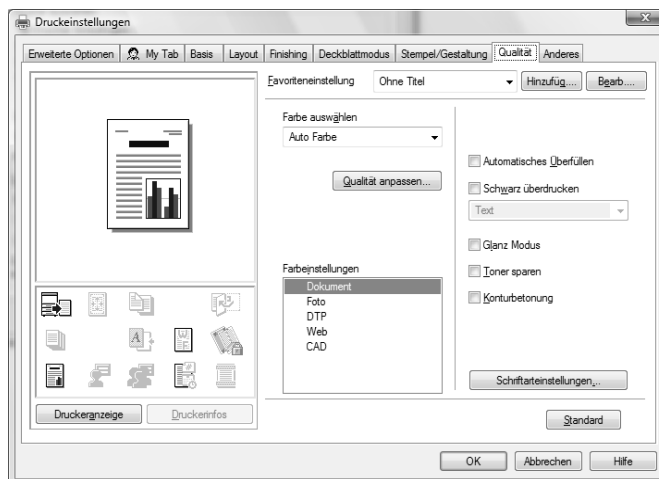 Druckeinstellungen
Erweiterte Optionen My Tab Basis Layout Finishing Deckblattmodus Stempel/Gestaltung Qualität Anderes
Favoriteneinstellung Ohne Titel Hinzufüg.... Bearb....
Farbe auswählen
Auto Farbe
Qualität anpassen...
Farbeinstellungen
Dokument
Foto
DTP
Web
CAD
Automatisches Überfüllen
Schwarz überdrucken
Text
Glanz Modus
Toner sparen
Konturbetonung
Schriftarteinstellungen...
Druckeranzeige Druckerinfos
Standard
OK Abbrechen Hilfe